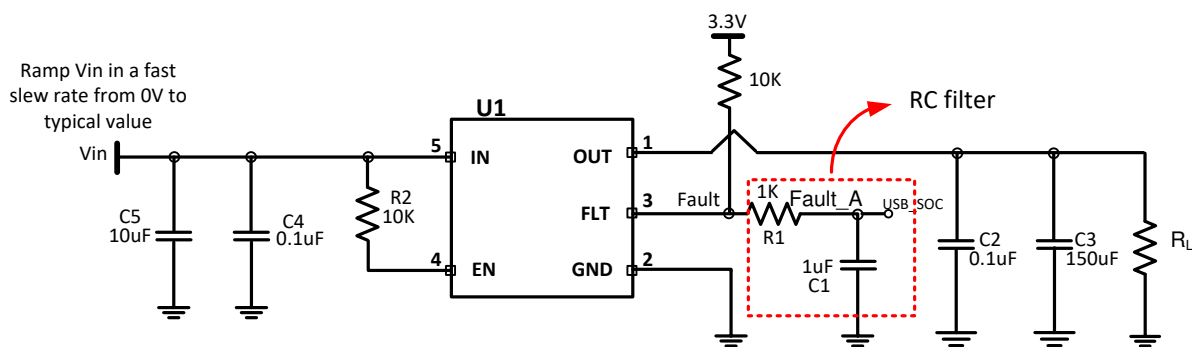 3.3V
Ramp Vin in a fast
slew rate from 0V to
typical value
Vin
10K
RC filter
U1
5
IN
OUT
1
R2
10K
C5
10uF
C4
0.1uF
3
FLT
Fault
1K
R1
Fault_A
USB_SOC
4
EN
GND
2
1uF
C1
C2
0.1uF
C3
150uF
RL